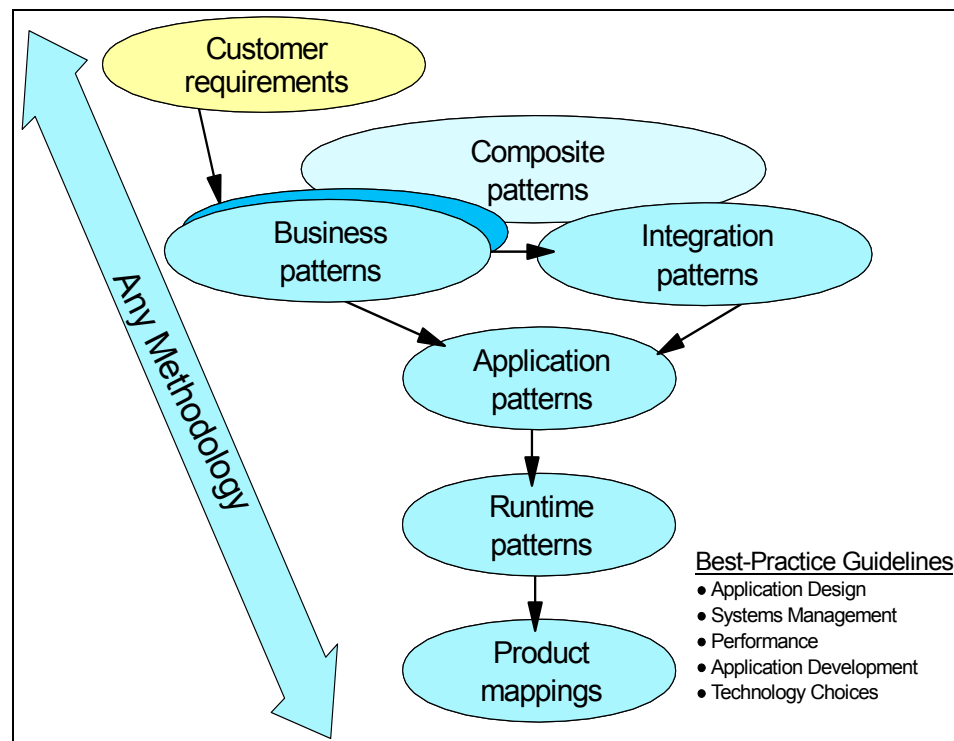 Customer
requirements
Composite
patterns
Business
patterns
Integration
patterns
Any Methodology
Application
patterns
Runtime
patterns
Product
mappings
Best-Practice Guidelines
● Application Design
● Systems Management
● Performance
● Application Development
● Technology Choices